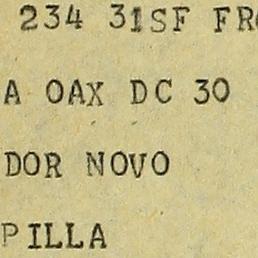 234 31SF FR
A OAX DC 30
DOR NOVO
PILLA